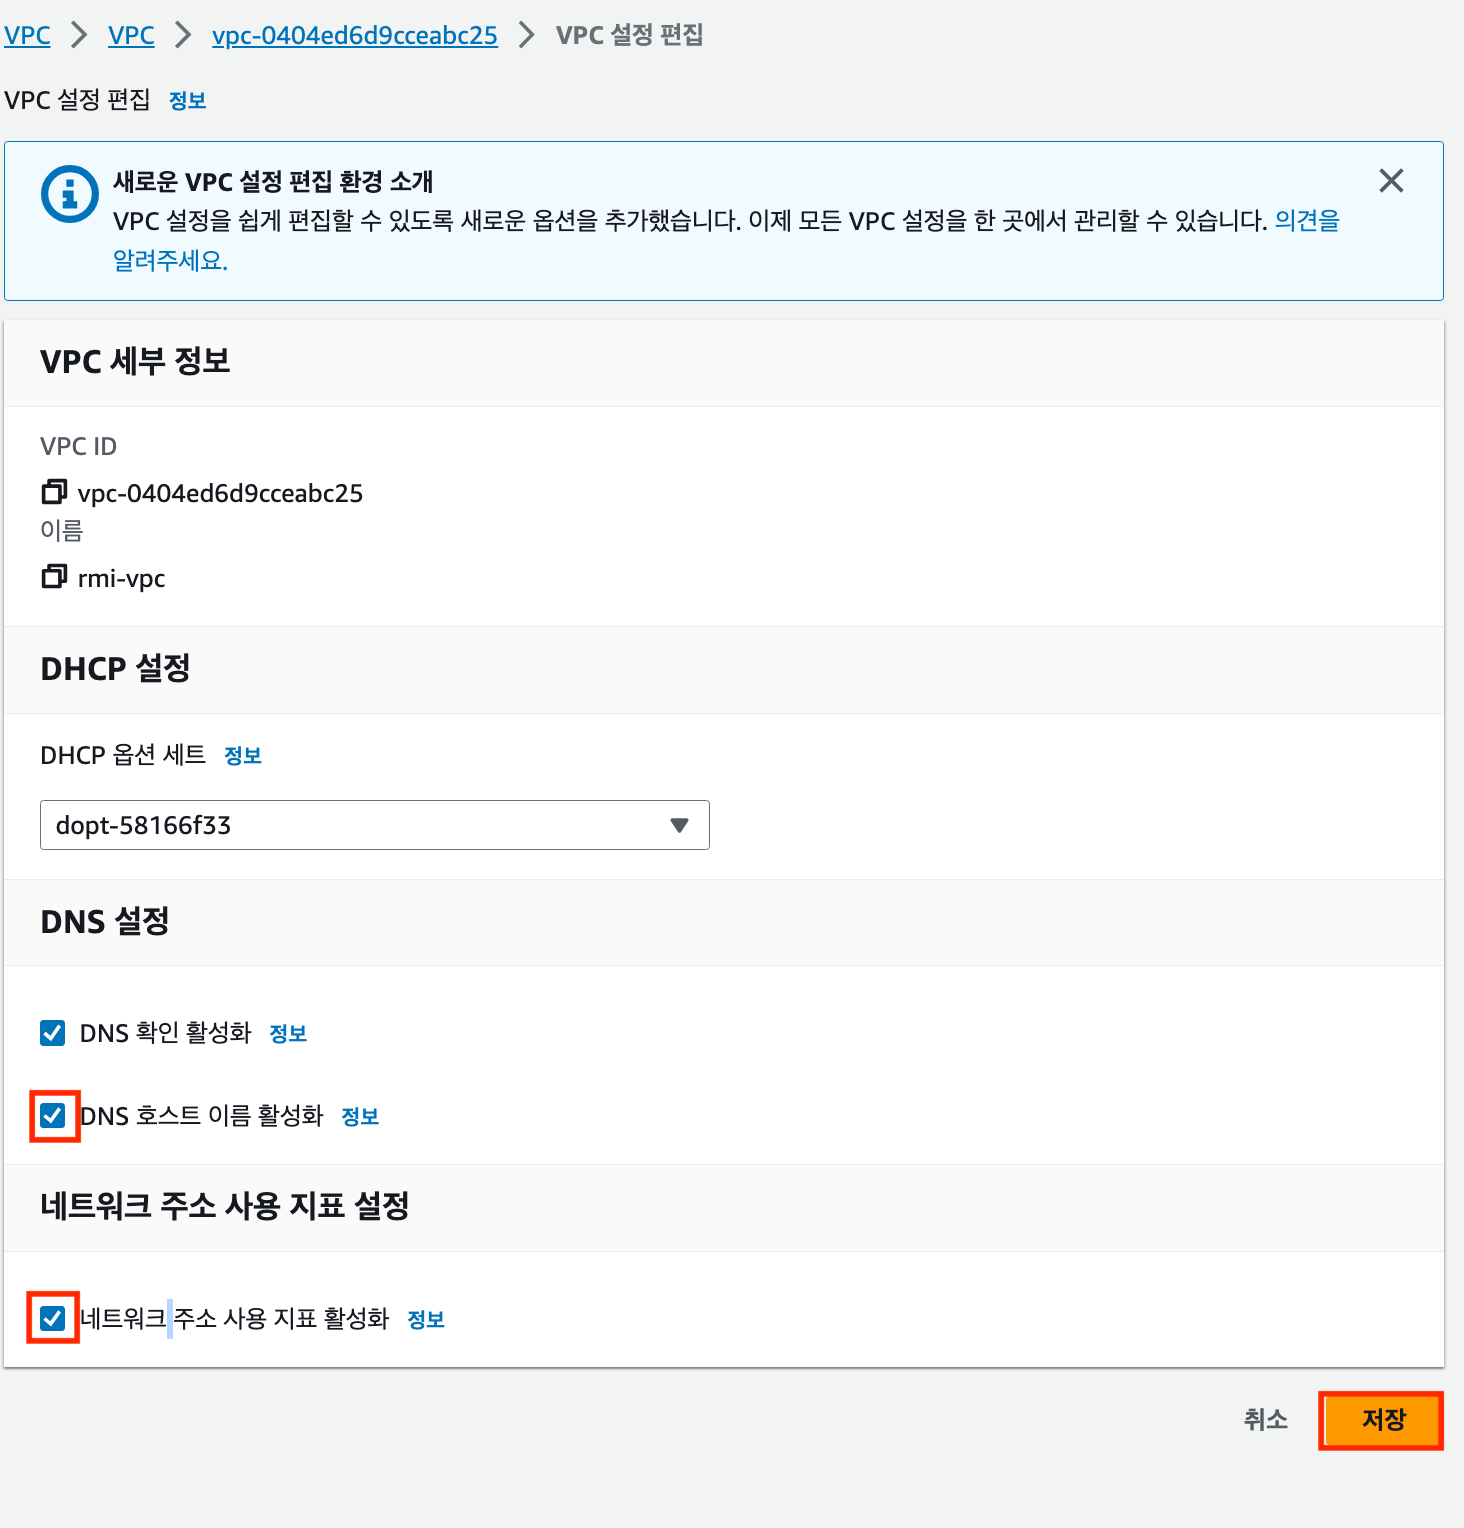 VPC > VPC > vpc-0404ed6d9cceabc25 > VPC 설정 편집
VPC 설정 편집 정보
새로운 VPC 설정 편집 환경 소개
VPC 설정을 쉽게 편집할 수 있도록 새로운 옵션을 추가했습니다. 이제 모든 VPC 설정을 한 곳에서 관리할 수 있습니다. 의견을
알려주세요.
VPC 세부 정보
VPC ID
vpc-0404ed6d9cceabc25
이름
rmi-vpc
DHCP 설정
DHCP 옵션 세트 정보
dopt-58166f33
DNS 설정
DNS 확인 활성화 정보
DNS 호스트 이름 활성화 정보
네트워크 주소 사용 지표 설정
네트워크 주소 사용 지표 활성화 정보
취소 저장